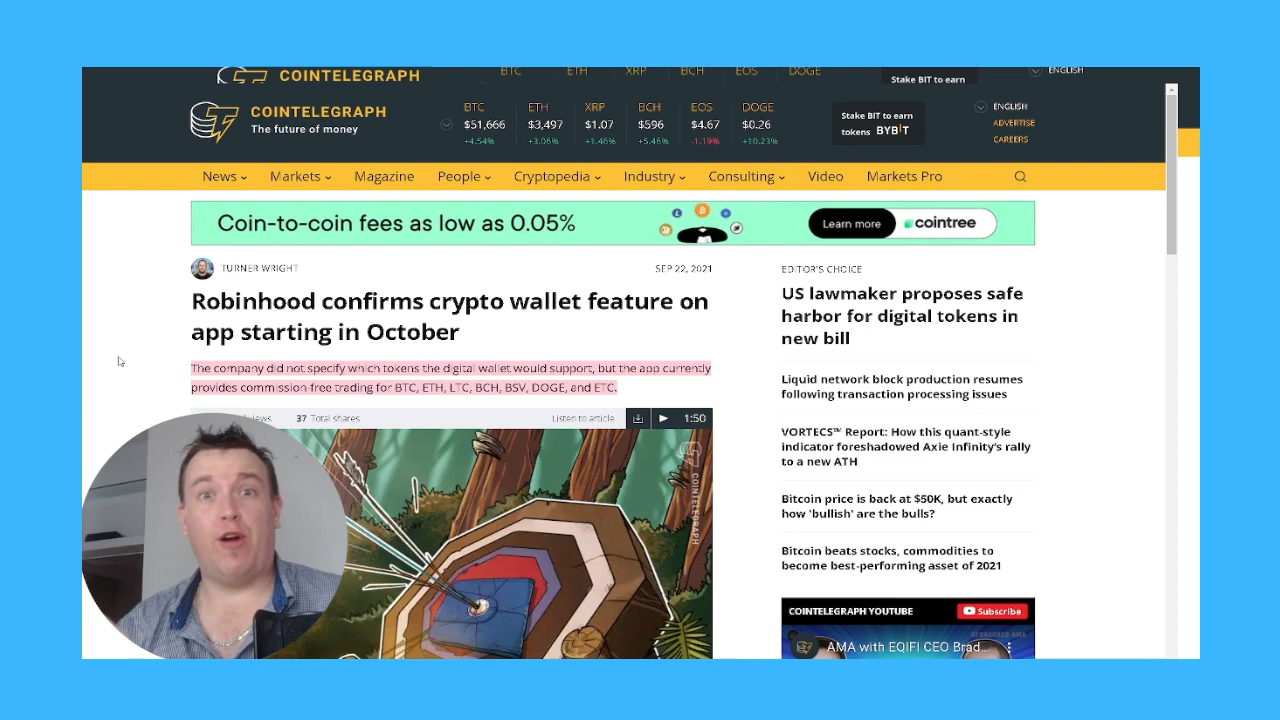 COINTELEGRAPH
BTC ETH XRP BCH EOS DOGE
Stake BIT to earn
ENGLISH
COINTELEGRAPH
The future of money
BTC ETH XRP BCH EOS DOGE
$51,666 $3,497 $1.07 $596 $4.67 $0.26
+4.54% +3.06% +1.46% +5.46% -1.19% +10.23%
Stake BIT to earn
tokens BYBIT
ENGLISH
ADVERTISE
CAREERS
News Markets Magazine People Cryptopedia Industry Consulting Video Markets Pro
Coin-to-coin fees as low as 0.05%
Learn more cointree
TURNER WRIGHT SEP 22, 2021
Robinhood confirms crypto wallet feature on
app starting in October
The company did not specify which tokens the digital wallet would support, but the app currently
provides commission-free trading for BTC, ETH, LTC, BCH, BSV, DOGE, and ETC.
37 Total shares Listen to article 1:50
COINTELEGRAPH
EDITOR'S CHOICE
US lawmaker proposes safe
harbor for digital tokens in
new bill
Liquid network block production resumes
following transaction processing issues
VORTECS™ Report: How this quant-style
indicator foreshadowed Axie Infinity's rally
to a new ATH
Bitcoin price is back at $50K, but exactly
how 'bullish' are the bulls?
Bitcoin beats stocks, commodities to
become best-performing asset of 2021
COINTELEGRAPH YOUTUBE Subscribe
SPONSORED AMA
AMA with EQIFI CEO Brad...